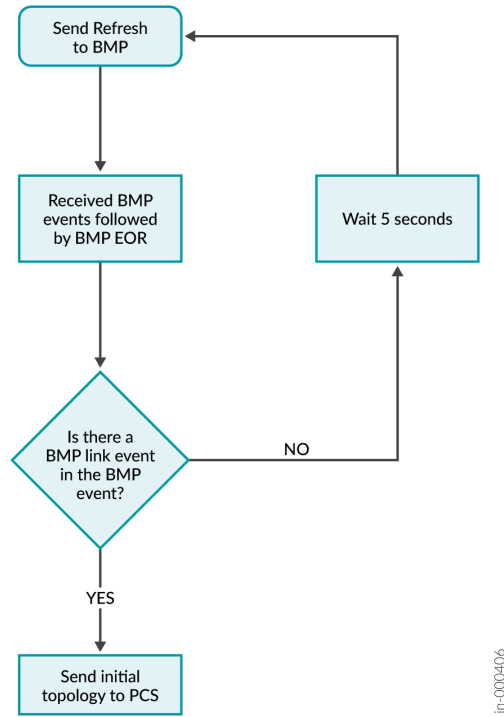 Send Refresh
to BMP
Received BMP
events followed
by BMP EOR
Wait 5 seconds
Is there a
BMP link event
in the BMP
event?
NO
YES
Send initial
topology to PCS
jn-000406